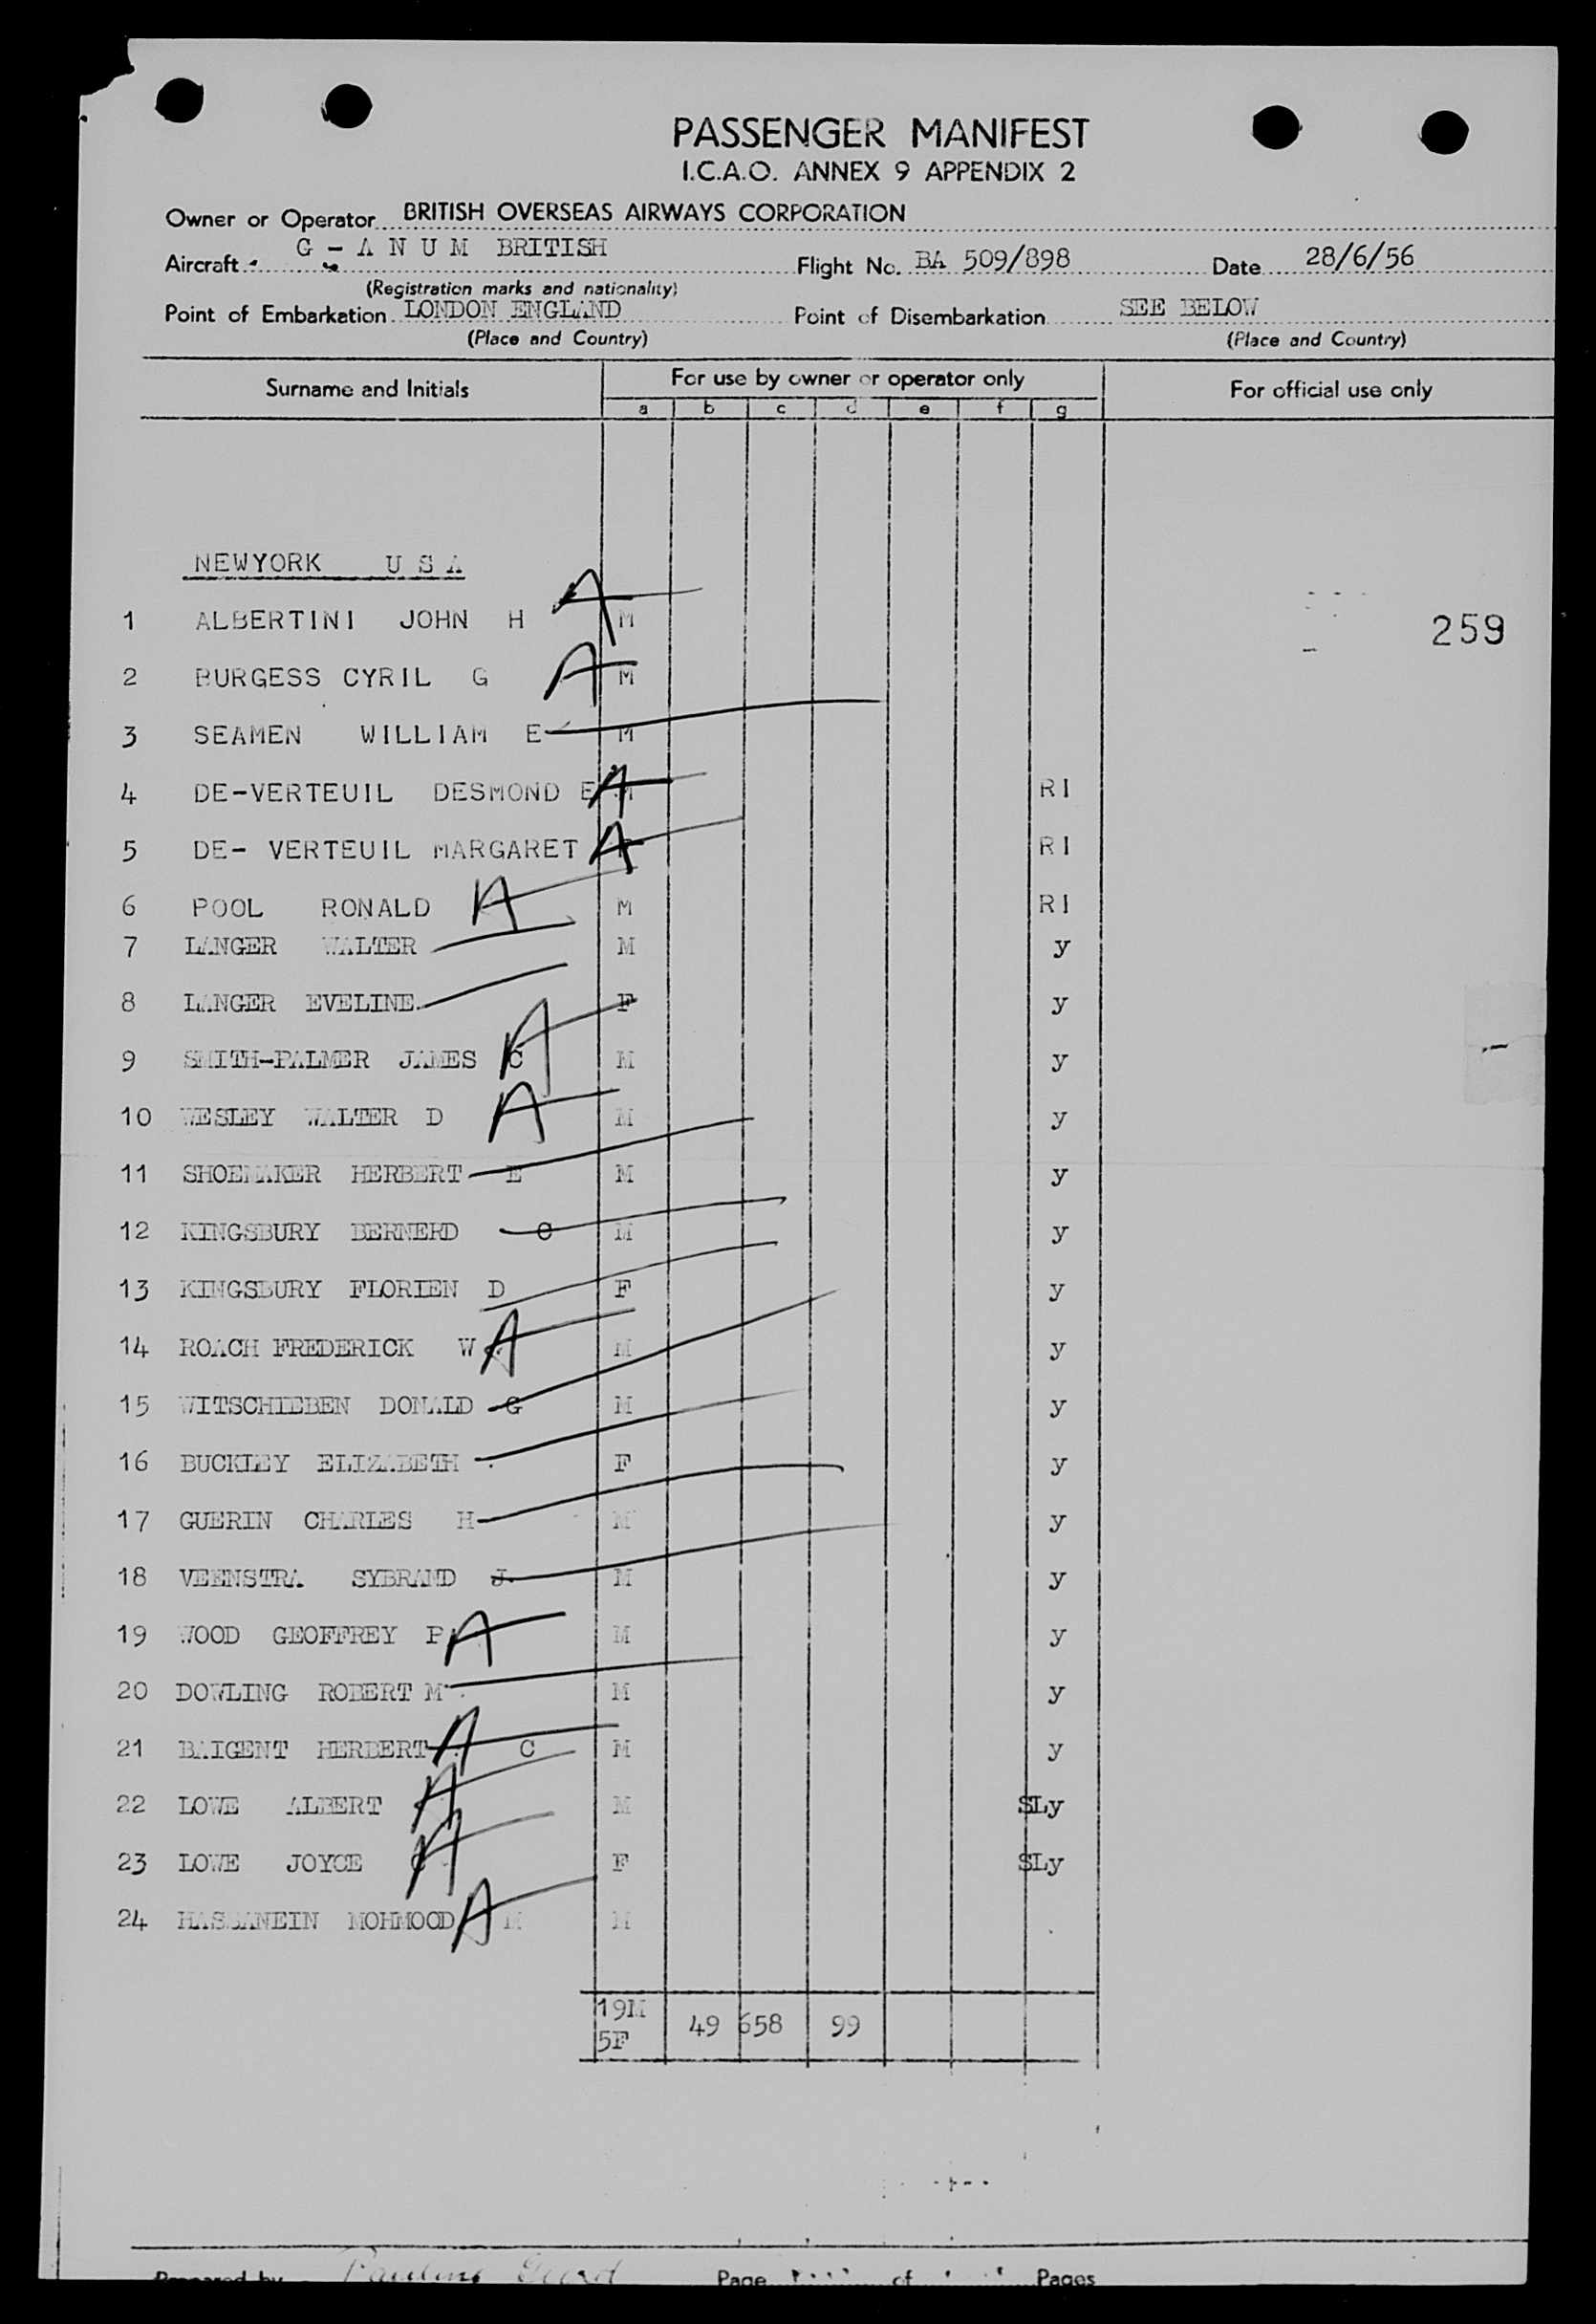 PASSENGER MANIFEST
I.C.A.O. ANNEX 9 APPENDIX 2
Owner or Operator BRITISH OVERSEAS AIRWAYS CORPORATION
Aircraft G - A N U M BRITISH Flight No. BA 509/898 Date 28/6/56
(Registration marks and nationality)
Point of Embarkation LONDON ENGLAND Point of Disembarkation SEE BELOW
(Place and Country) (Place and Country)
Surname and Initials For use by owner or operator only For official use only
a b c d e f g
NEWYORK U S A
1 ALBERTINI JOHN H A M 259
2 BURGESS CYRIL G A M
3 SEAMEN WILLIAM E M
4 DE-VERTEUIL DESMOND E A M RI
5 DE- VERTEUIL MARGARET A RI
6 POOL RONALD A M RI
7 LANGER WALTER M y
8 LANGER EVELINE F y
9 SMITH-PALMER JAMES C A M y
10 WESLEY WALTER D A M y
11 SHOEMAKER HERBERT E M y
12 KINGSBURY BERNERD C M y
13 KINGSBURY FLORIEN D F y
14 ROACH FREDERICK W A M y
15 WITSCHIEBEN DONALD G M y
16 BUCKLEY ELIZABETH F y
17 GUERIN CHARLES H M y
18 VEENSTRA SYBRAND J M y
19 WOOD GEOFFREY P A M y
20 DOWLING ROBERT M M y
21 BAIGENT HERBERT A C M y
22 LOWE ALBERT A M SLy
23 LOWE JOYCE C A F SLy
24 HASSANEIN MOHMOOD A M M
19M 49 658 99
5F
Prepared by Pauline Page of Pages